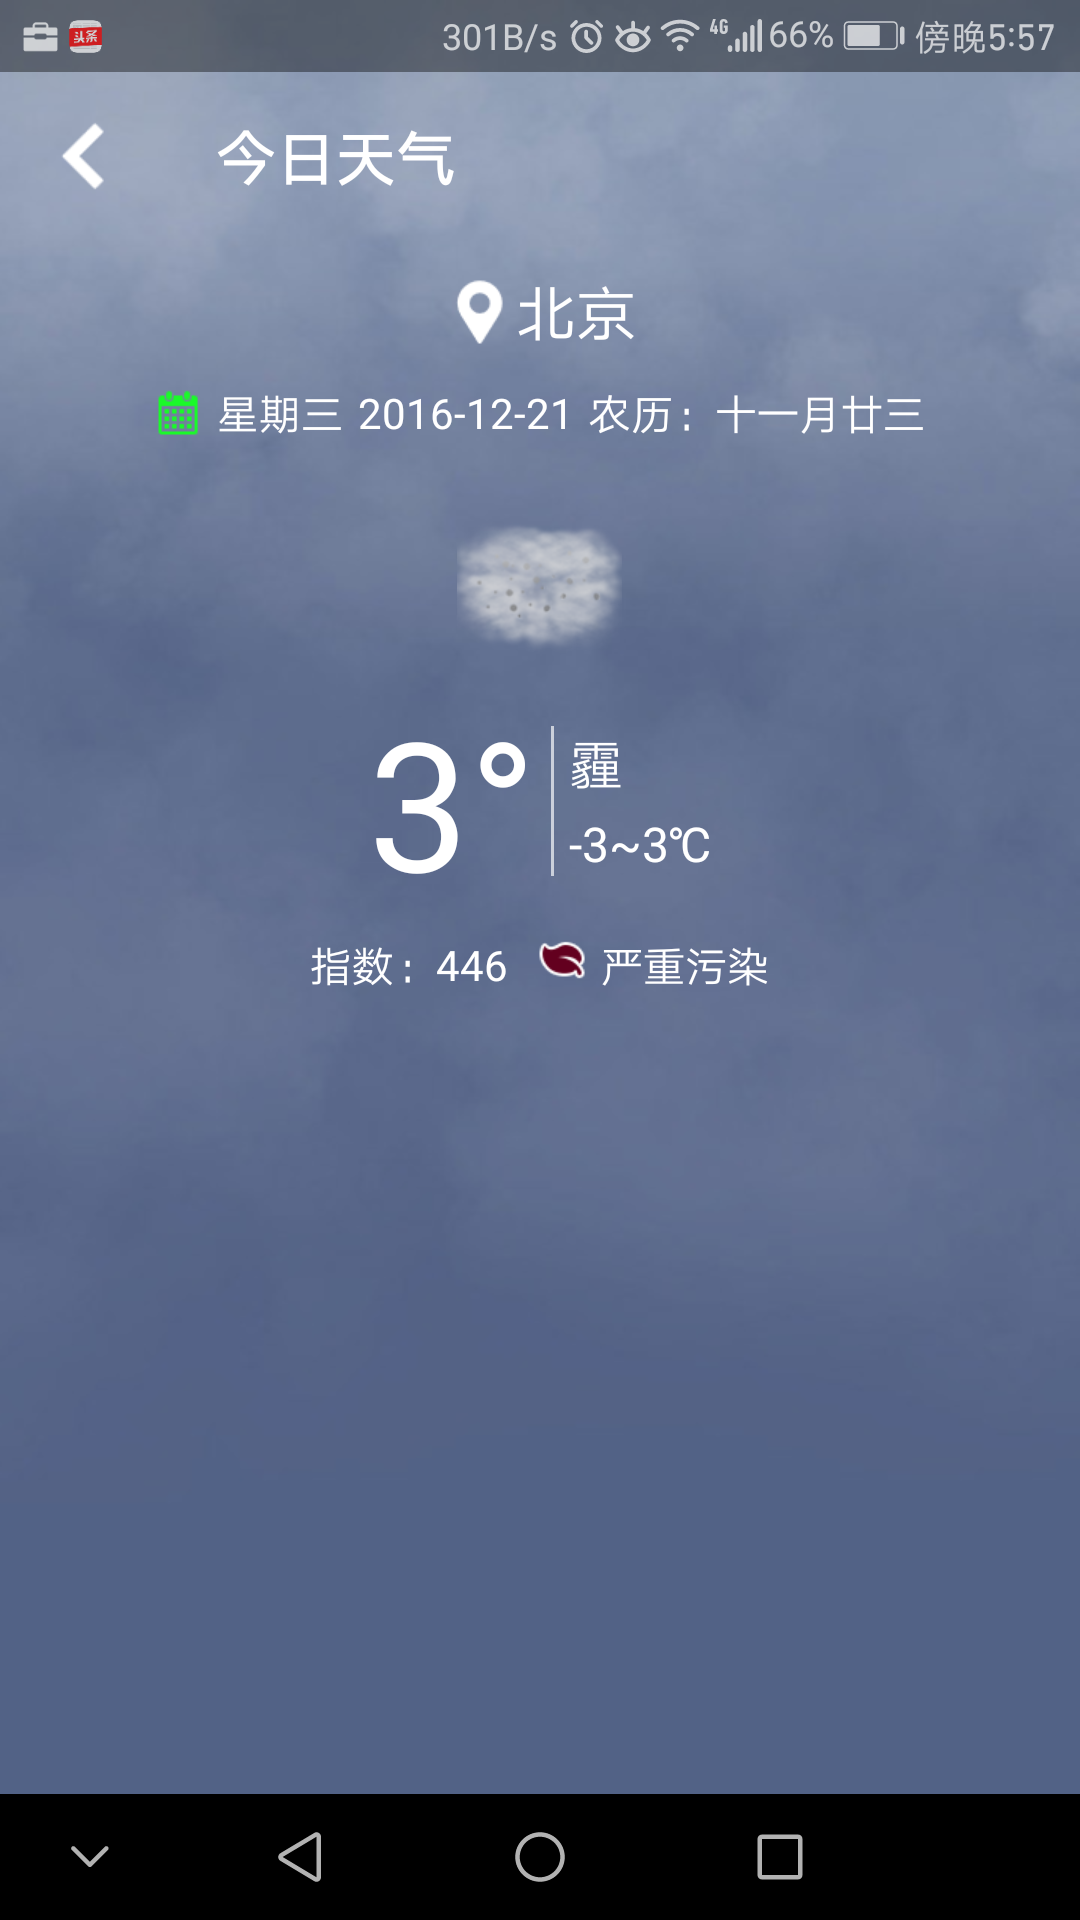 头条 301B/s 4G 66% 傍晚5:57
今日天气
北京
星期三 2016-12-21 农历：十一月廿三
3°
霾
-3~3℃
指数：446 严重污染